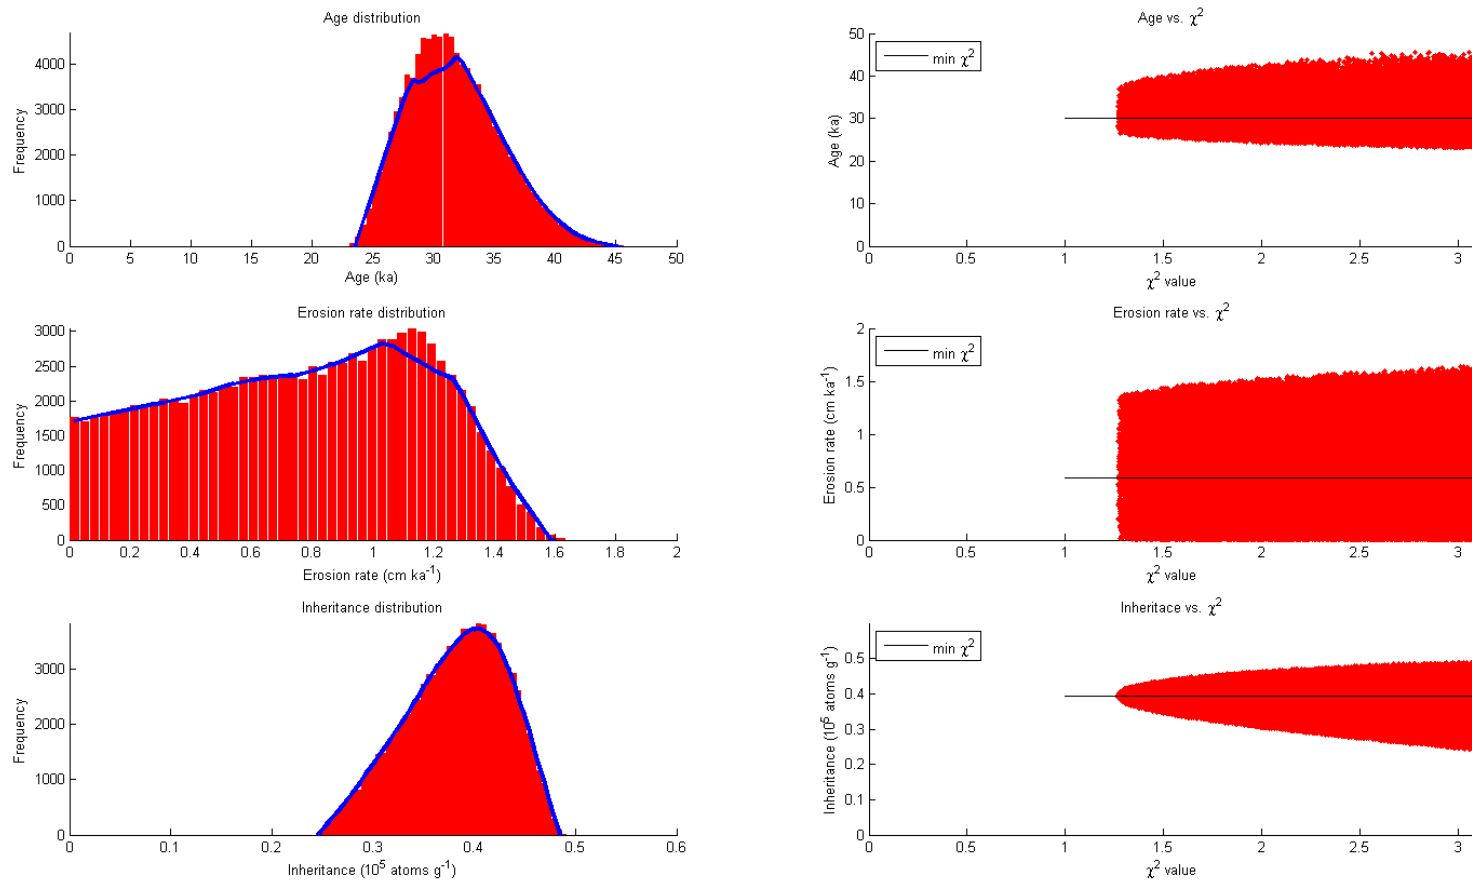 Age distribution
Frequency
4000
3000
2000
1000
0
0 5 10 15 20 25 30 35 40 45 50
Age (ka)
Age vs. χ²
min χ²
Age (ka)
50
40
30
20
10
0
0 0.5 1 1.5 2 2.5 3
χ² value
Erosion rate distribution
Frequency
3000
2500
2000
1500
1000
500
0
0 0.2 0.4 0.6 0.8 1 1.2 1.4 1.6 1.8 2
Erosion rate (cm ka⁻¹)
Erosion rate vs. χ²
min χ²
Erosion rate (cm ka⁻¹)
2
1.5
1
0.5
0
0 0.5 1 1.5 2 2.5 3
χ² value
Inheritance distribution
Frequency
3000
2000
1000
0
0 0.1 0.2 0.3 0.4 0.5 0.6
Inheritance (10⁵ atoms g⁻¹)
Inheritace vs. χ²
min χ²
Inheritance (10⁵ atoms g⁻¹)
0.5
0.4
0.3
0.2
0.1
0
0 0.5 1 1.5 2 2.5 3
χ² value